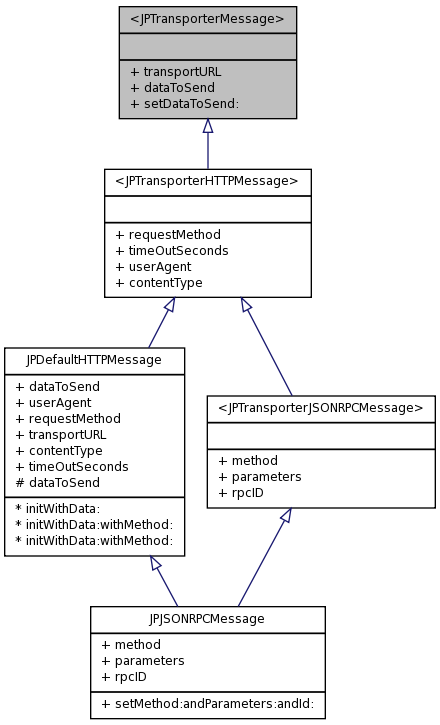 <JPTransporterMessage>
+ transportURL
+ dataToSend
+ setDataToSend:
<JPTransporterHTTPMessage>
+ requestMethod
+ timeOutSeconds
+ userAgent
+ contentType
JPDefaultHTTPMessage
+ dataToSend
+ userAgent
+ requestMethod
+ transportURL
+ contentType
+ timeOutSeconds
# dataToSend
* initWithData:
* initWithData:withMethod:
* initWithData:withMethod:
<JPTransporterJSONRPCMessage>
+ method
+ parameters
+ rpcID
JPJSONRPCMessage
+ method
+ parameters
+ rpcID
+ setMethod:andParameters:andId: